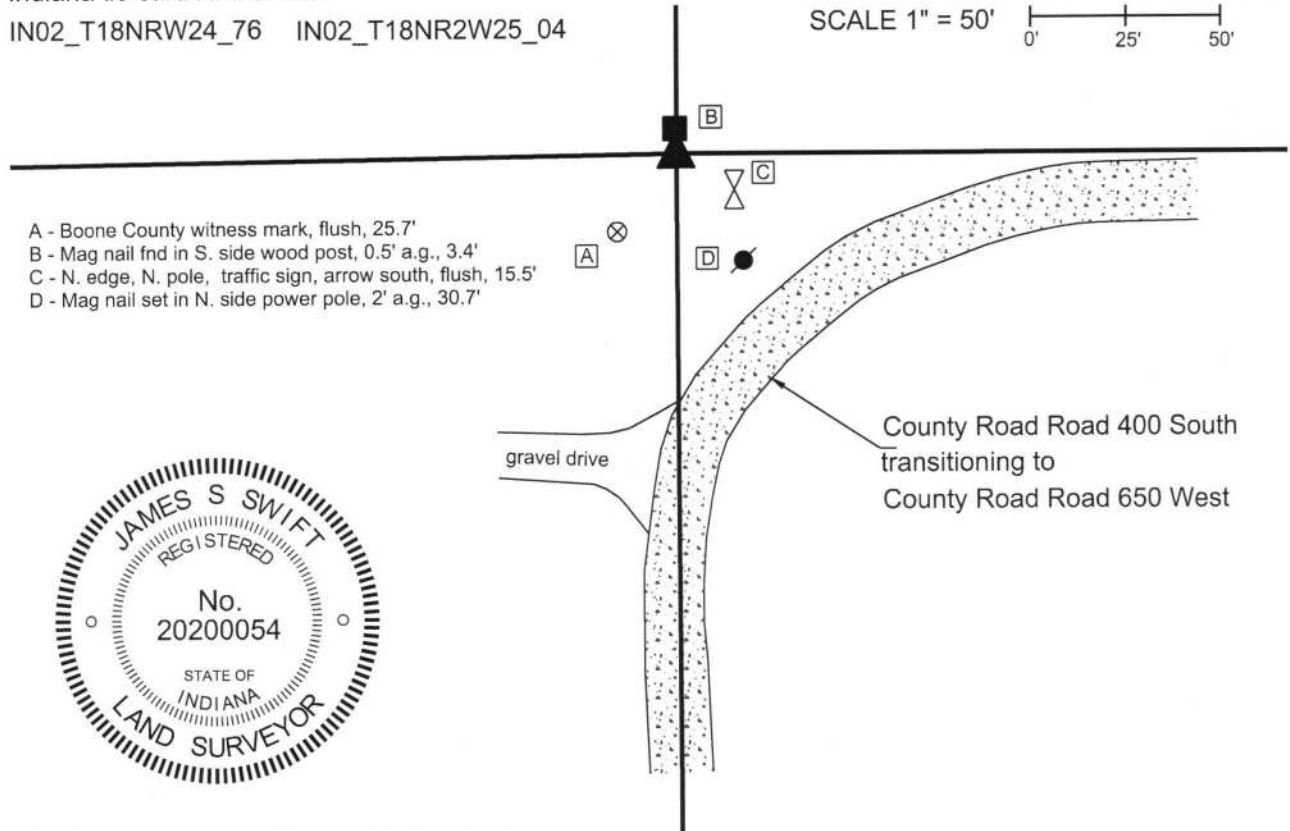 IN02_T18NRW24_76 IN02_T18NR2W25_04
SCALE 1" = 50'
0' 25' 50'
B
C
A - Boone County witness mark, flush, 25.7'
B - Mag nail fnd in S. side wood post, 0.5' a.g., 3.4'
C - N. edge, N. pole, traffic sign, arrow south, flush, 15.5'
D - Mag nail set in N. side power pole, 2' a.g., 30.7'
A
D
County Road Road 400 South
transitioning to
County Road Road 650 West
gravel drive
JAMES S SWIFT
REGISTERED
No.
20200054
STATE OF
INDIANA
LAND SURVEYOR